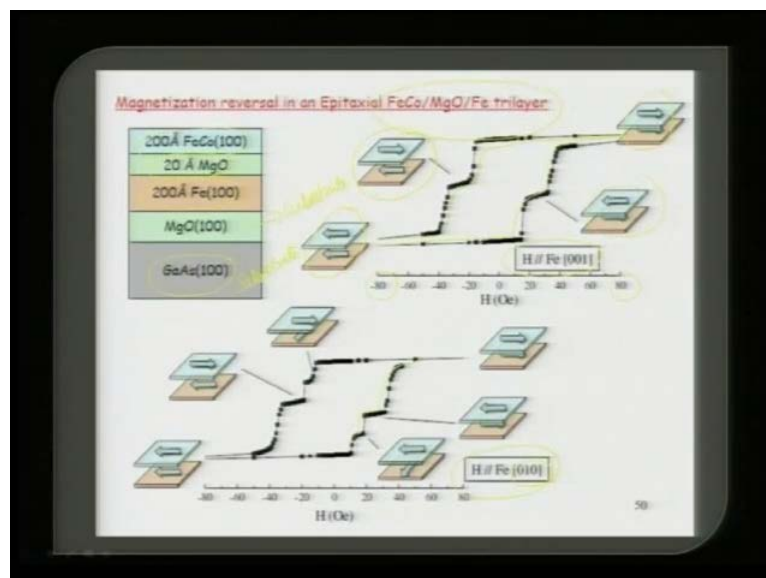 Magnetization reversal in an Epitaxial FeCo/MgO/Fe trilayer
200Å FeCo(100)
20 Å MgO
200Å Fe(100)
MgO(100)
GaAs(100)
H // Fe [001]
-80 -60 -40 -20 0 20 40 60 80
H (Oe)
H // Fe [010]
-80 -60 -40 -20 0 20 40 60 80
H (Oe)
50